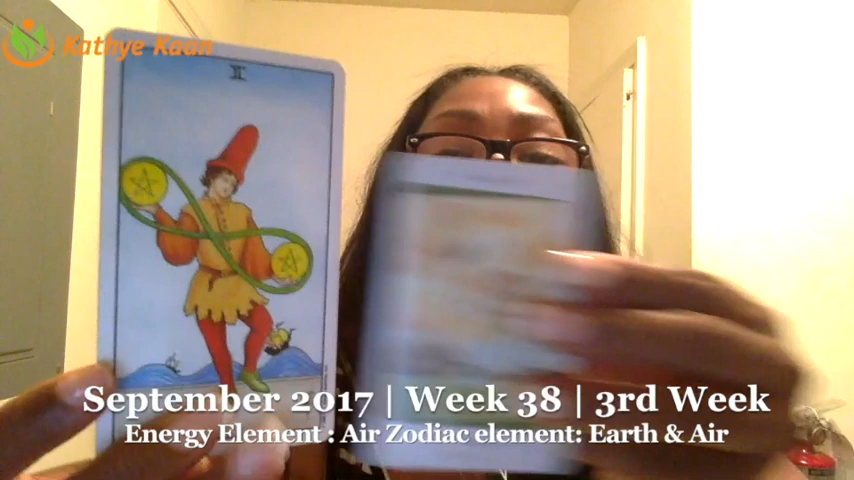 Kathye Kaan
II
September 2017 | Week 38 | 3rd Week
Energy Element : Air Zodiac element: Earth & Air